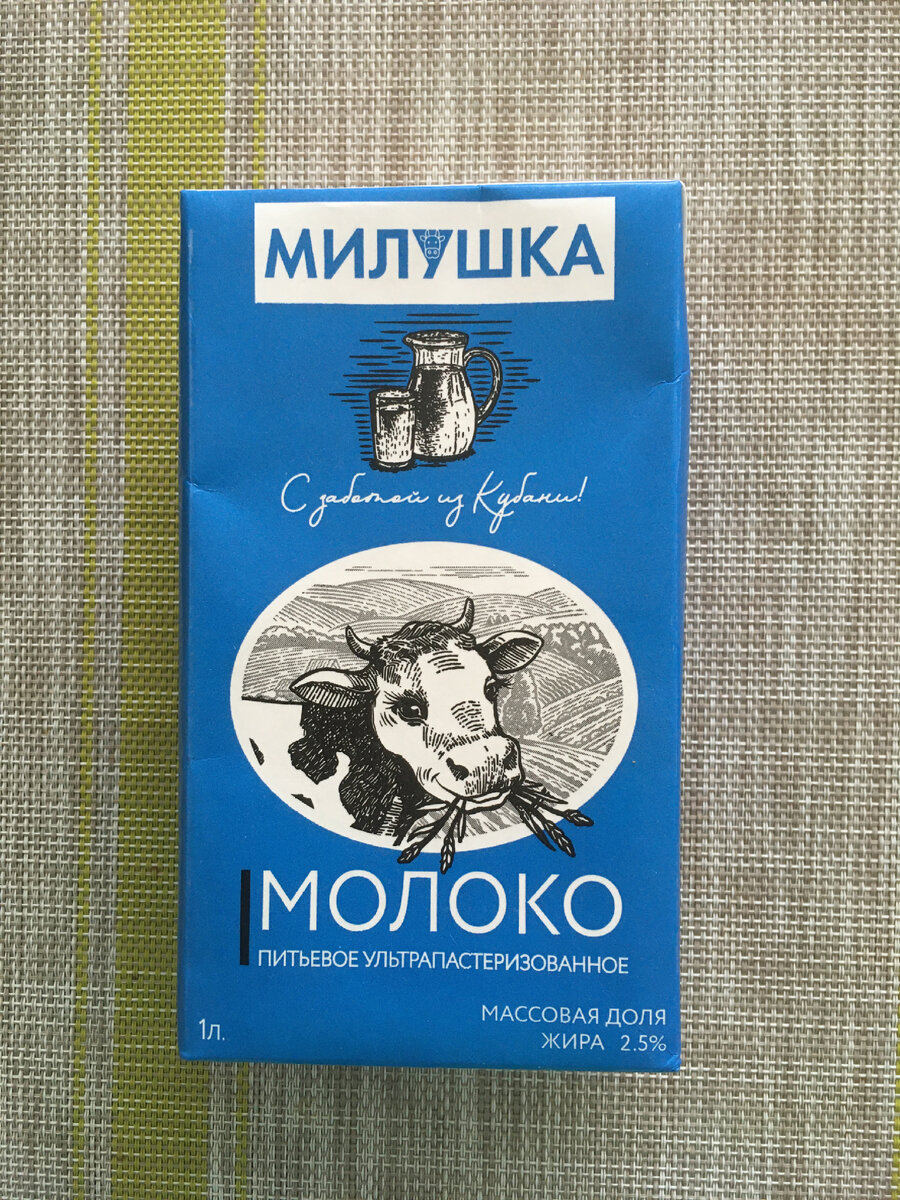 МИЛУШКА
С заботой из Кубани!
МОЛОКО
ПИТЬЕВОЕ УЛЬТРАПАСТЕРИЗОВАННОЕ
1л.
МАССОВАЯ ДОЛЯ
ЖИРА 2.5%